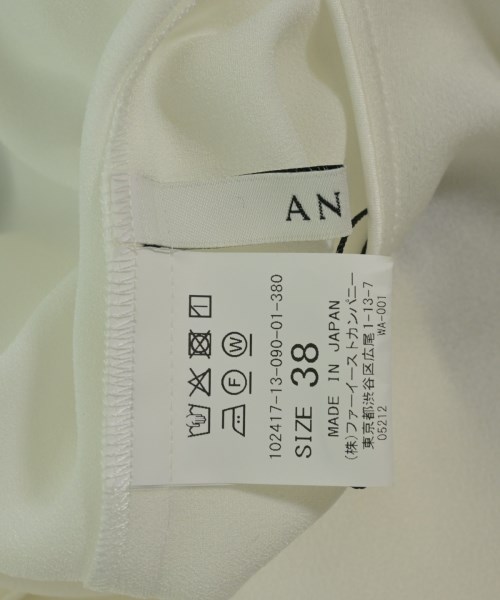 AN
102417-13-090-01-380
SIZE 38
MADE IN JAPAN
(株)ファーイーストカンパニー
東京都渋谷区広尾1-13-7
05212 WA-001
F
W